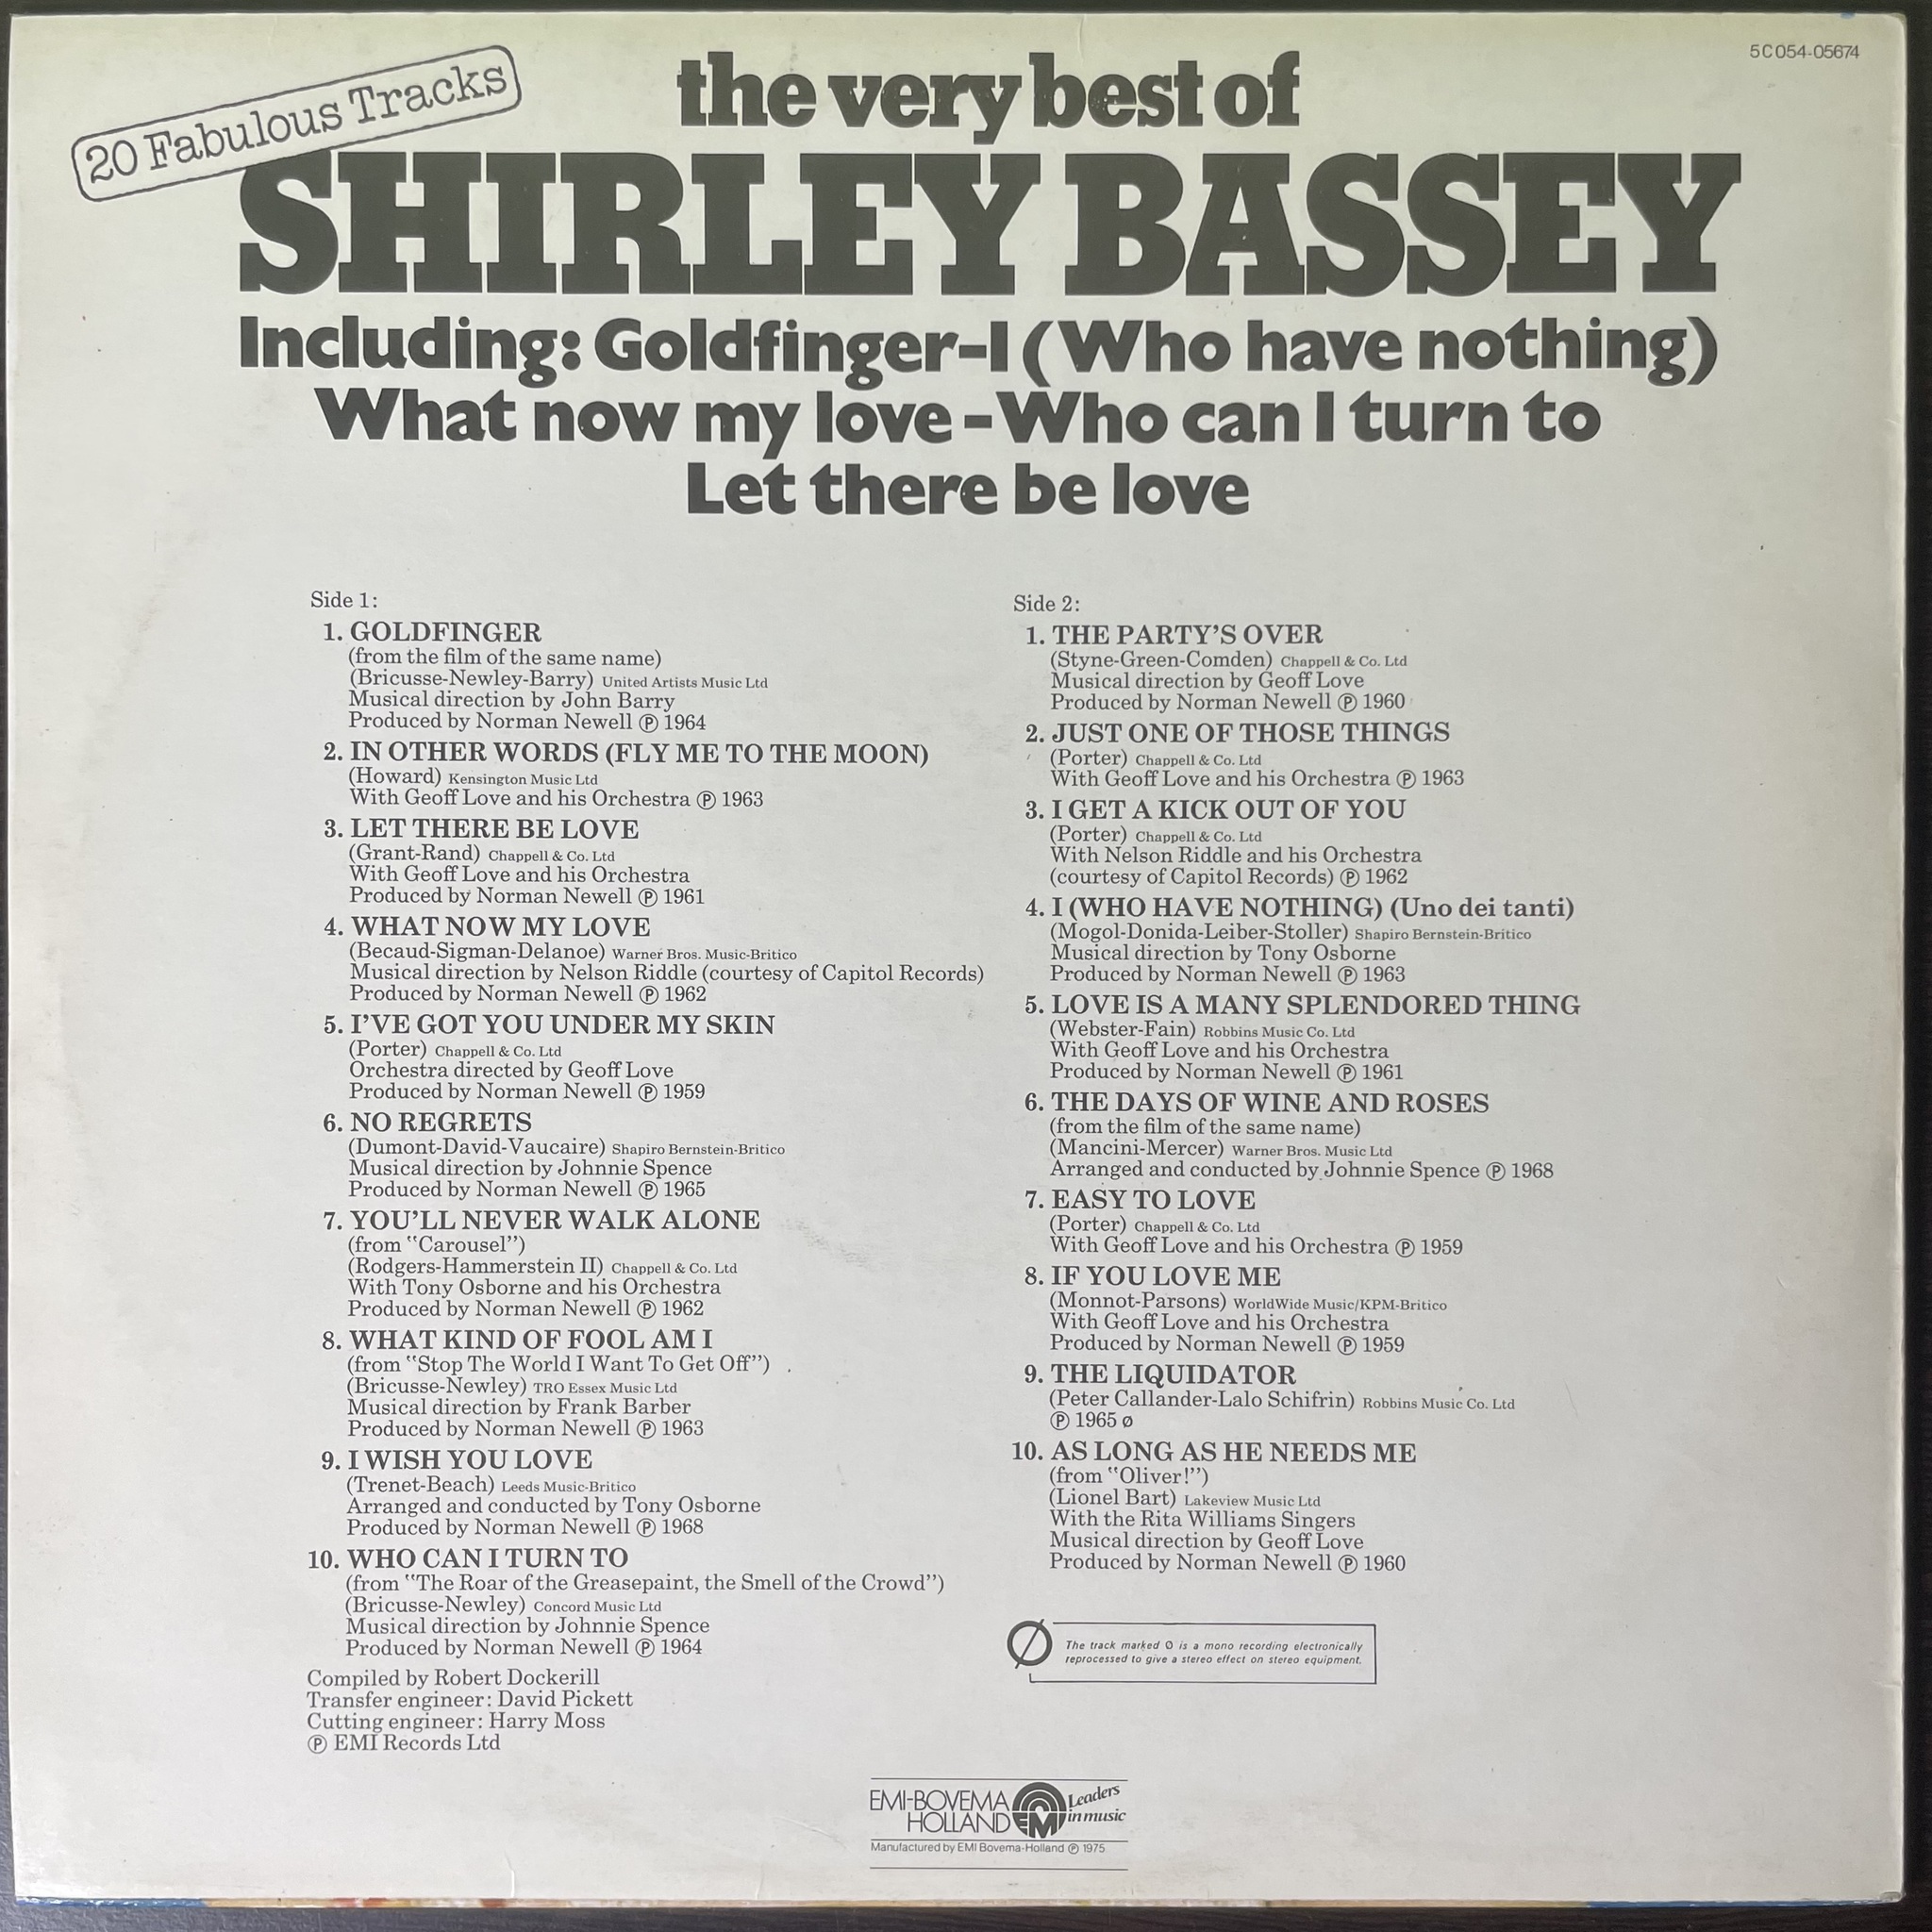 5C 054-05674
20 Fabulous Tracks
the very best of
SHIRLEY BASSEY
Including: Goldfinger-I (Who have nothing)
What now my love - Who can I turn to
Let there be love
Side 1:
1. GOLDFINGER
(from the film of the same name)
(Bricusse-Newley-Barry) United Artists Music Ltd
Musical direction by John Barry
Produced by Norman Newell ℗ 1964
2. IN OTHER WORDS (FLY ME TO THE MOON)
(Howard) Kensington Music Ltd
With Geoff Love and his Orchestra ℗ 1963
3. LET THERE BE LOVE
(Grant-Rand) Chappell & Co. Ltd
With Geoff Love and his Orchestra
Produced by Norman Newell ℗ 1961
4. WHAT NOW MY LOVE
(Becaud-Sigman-Delanoe) Warner Bros. Music-Britico
Musical direction by Nelson Riddle (courtesy of Capitol Records)
Produced by Norman Newell ℗ 1962
5. I'VE GOT YOU UNDER MY SKIN
(Porter) Chappell & Co. Ltd
Orchestra directed by Geoff Love
Produced by Norman Newell ℗ 1959
6. NO REGRETS
(Dumont-David-Vaucaire) Shapiro Bernstein-Britico
Musical direction by Johnnie Spence
Produced by Norman Newell ℗ 1965
7. YOU'LL NEVER WALK ALONE
(from "Carousel")
(Rodgers-Hammerstein II) Chappell & Co. Ltd
With Tony Osborne and his Orchestra
Produced by Norman Newell ℗ 1962
8. WHAT KIND OF FOOL AM I
(from "Stop The World I Want To Get Off")
(Bricusse-Newley) TRO Essex Music Ltd
Musical direction by Frank Barber
Produced by Norman Newell ℗ 1963
9. I WISH YOU LOVE
(Trenet-Beach) Leeds Music-Britico
Arranged and conducted by Tony Osborne
Produced by Norman Newell ℗ 1968
10. WHO CAN I TURN TO
(from "The Roar of the Greasepaint, the Smell of the Crowd")
(Bricusse-Newley) Concord Music Ltd
Musical direction by Johnnie Spence
Produced by Norman Newell ℗ 1964
Compiled by Robert Dockerill
Transfer engineer: David Pickett
Cutting engineer: Harry Moss
℗ EMI Records Ltd
Side 2:
1. THE PARTY'S OVER
(Styne-Green-Comden) Chappell & Co. Ltd
Musical direction by Geoff Love
Produced by Norman Newell ℗ 1960
2. JUST ONE OF THOSE THINGS
(Porter) Chappell & Co. Ltd
With Geoff Love and his Orchestra ℗ 1963
3. I GET A KICK OUT OF YOU
(Porter) Chappell & Co. Ltd
With Nelson Riddle and his Orchestra
(courtesy of Capitol Records) ℗ 1962
4. I (WHO HAVE NOTHING) (Uno dei tanti)
(Mogol-Donida-Leiber-Stoller) Shapiro Bernstein-Britico
Musical direction by Tony Osborne
Produced by Norman Newell ℗ 1963
5. LOVE IS A MANY SPLENDORED THING
(Webster-Fain) Robbins Music Co. Ltd
With Geoff Love and his Orchestra
Produced by Norman Newell ℗ 1961
6. THE DAYS OF WINE AND ROSES
(from the film of the same name)
(Mancini-Mercer) Warner Bros. Music Ltd
Arranged and conducted by Johnnie Spence ℗ 1968
7. EASY TO LOVE
(Porter) Chappell & Co. Ltd
With Geoff Love and his Orchestra ℗ 1959
8. IF YOU LOVE ME
(Monnot-Parsons) WorldWide Music/KPM-Britico
With Geoff Love and his Orchestra
Produced by Norman Newell ℗ 1959
9. THE LIQUIDATOR
(Peter Callander-Lalo Schifrin) Robbins Music Co. Ltd
℗ 1965 ø
10. AS LONG AS HE NEEDS ME
(from "Oliver!")
(Lionel Bart) Lakeview Music Ltd
With the Rita Williams Singers
Musical direction by Geoff Love
Produced by Norman Newell ℗ 1960
Ø The track marked Ø is a mono recording electronically
reprocessed to give a stereo effect on stereo equipment.
EMI-BOVEMA
HOLLAND
EMI
Leaders
in music
Manufactured by EMI Bovema-Holland ℗ 1975